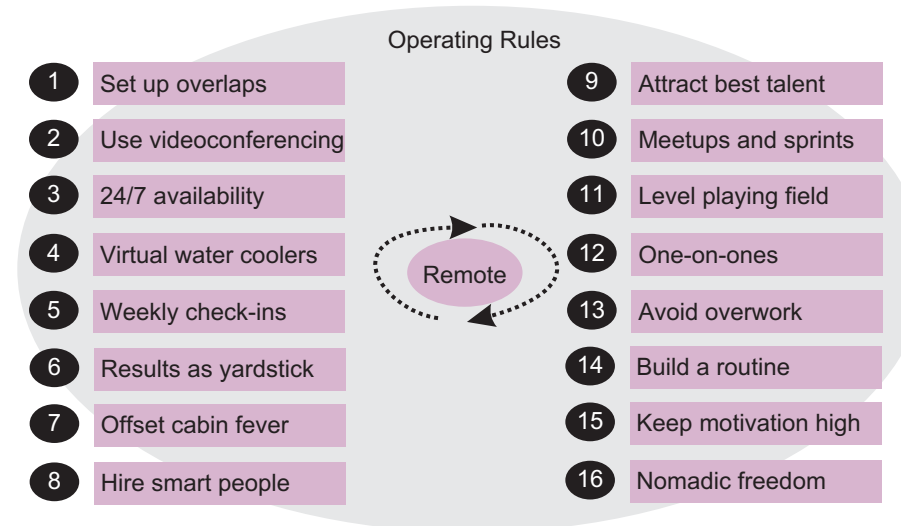 Operating Rules
1 Set up overlaps
2 Use videoconferencing
3 24/7 availability
4 Virtual water coolers
5 Weekly check-ins
6 Results as yardstick
7 Offset cabin fever
8 Hire smart people
Remote
9 Attract best talent
10 Meetups and sprints
11 Level playing field
12 One-on-ones
13 Avoid overwork
14 Build a routine
15 Keep motivation high
16 Nomadic freedom